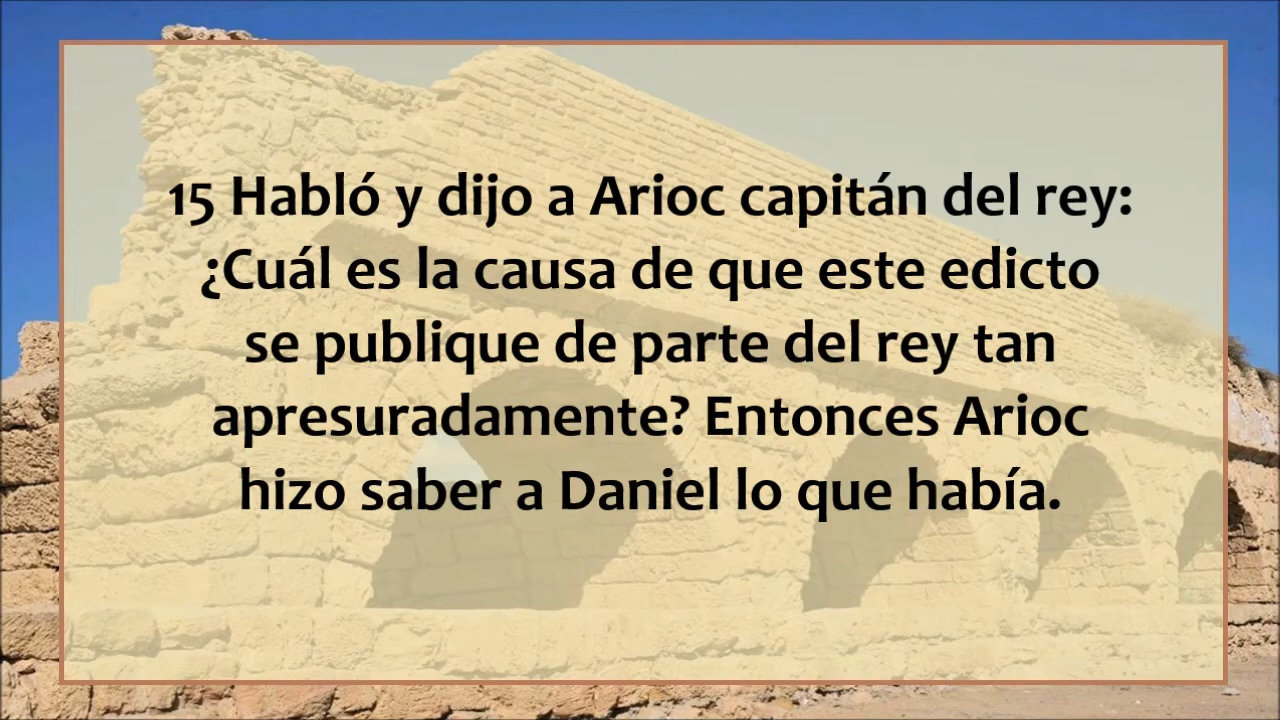 15 Habló y dijo a Arioc capitán del rey:
¿Cuál es la causa de que este edicto
se publique de parte del rey tan
apresuradamente? Entonces Arioc
hizo saber a Daniel lo que había.